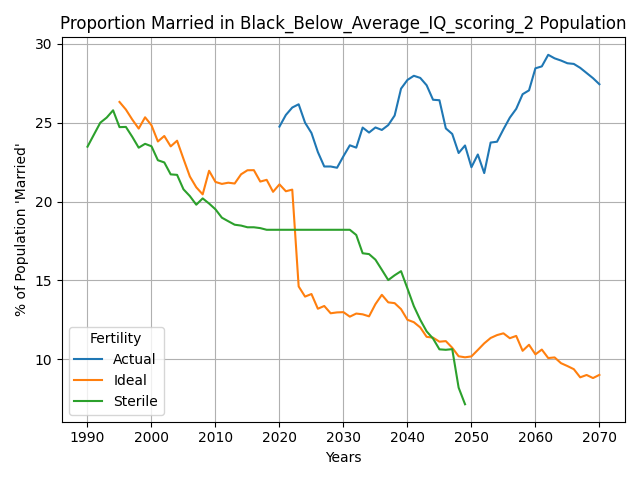 Proportion Married in Black_Below_Average_IQ_scoring_2 Population
% of Population 'Married'
30
25
20
15
10
Fertility
Actual
Ideal
Sterile
1990 2000 2010 2020 2030 2040 2050 2060 2070
Years